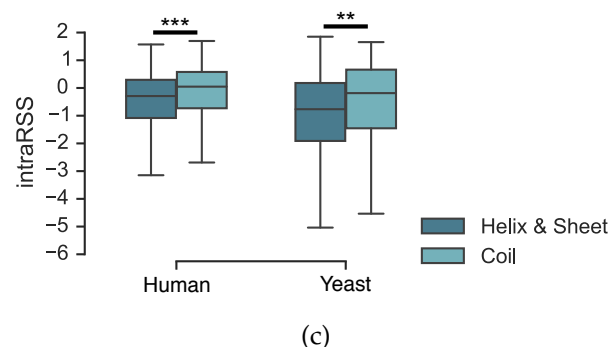 *** **
2
1
0
−1
−2
−3
−4
−5
−6
intraRSS
Helix & Sheet
Coil
Human Yeast
(c)